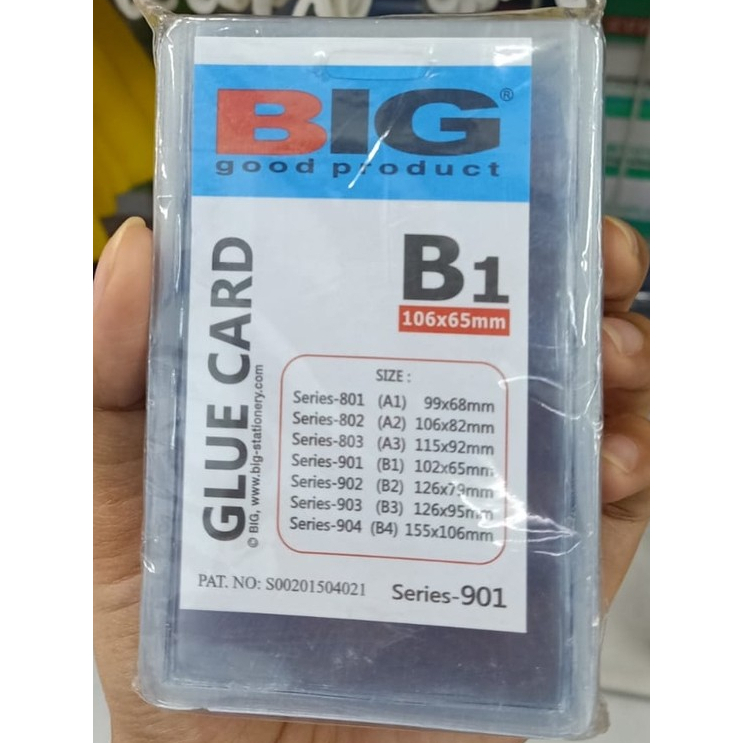 BIG®
good product
B1
106x65mm
GLUE CARD
© BIG, www.big-stationery.com
SIZE :
Series-801 (A1) 99x68mm
Series-802 (A2) 106x82mm
Series-803 (A3) 115x92mm
Series-901 (B1) 102x65mm
Series-902 (B2) 126x79mm
Series-903 (B3) 126x95mm
Series-904 (B4) 155x106mm
PAT. NO: S00201504021
Series-901